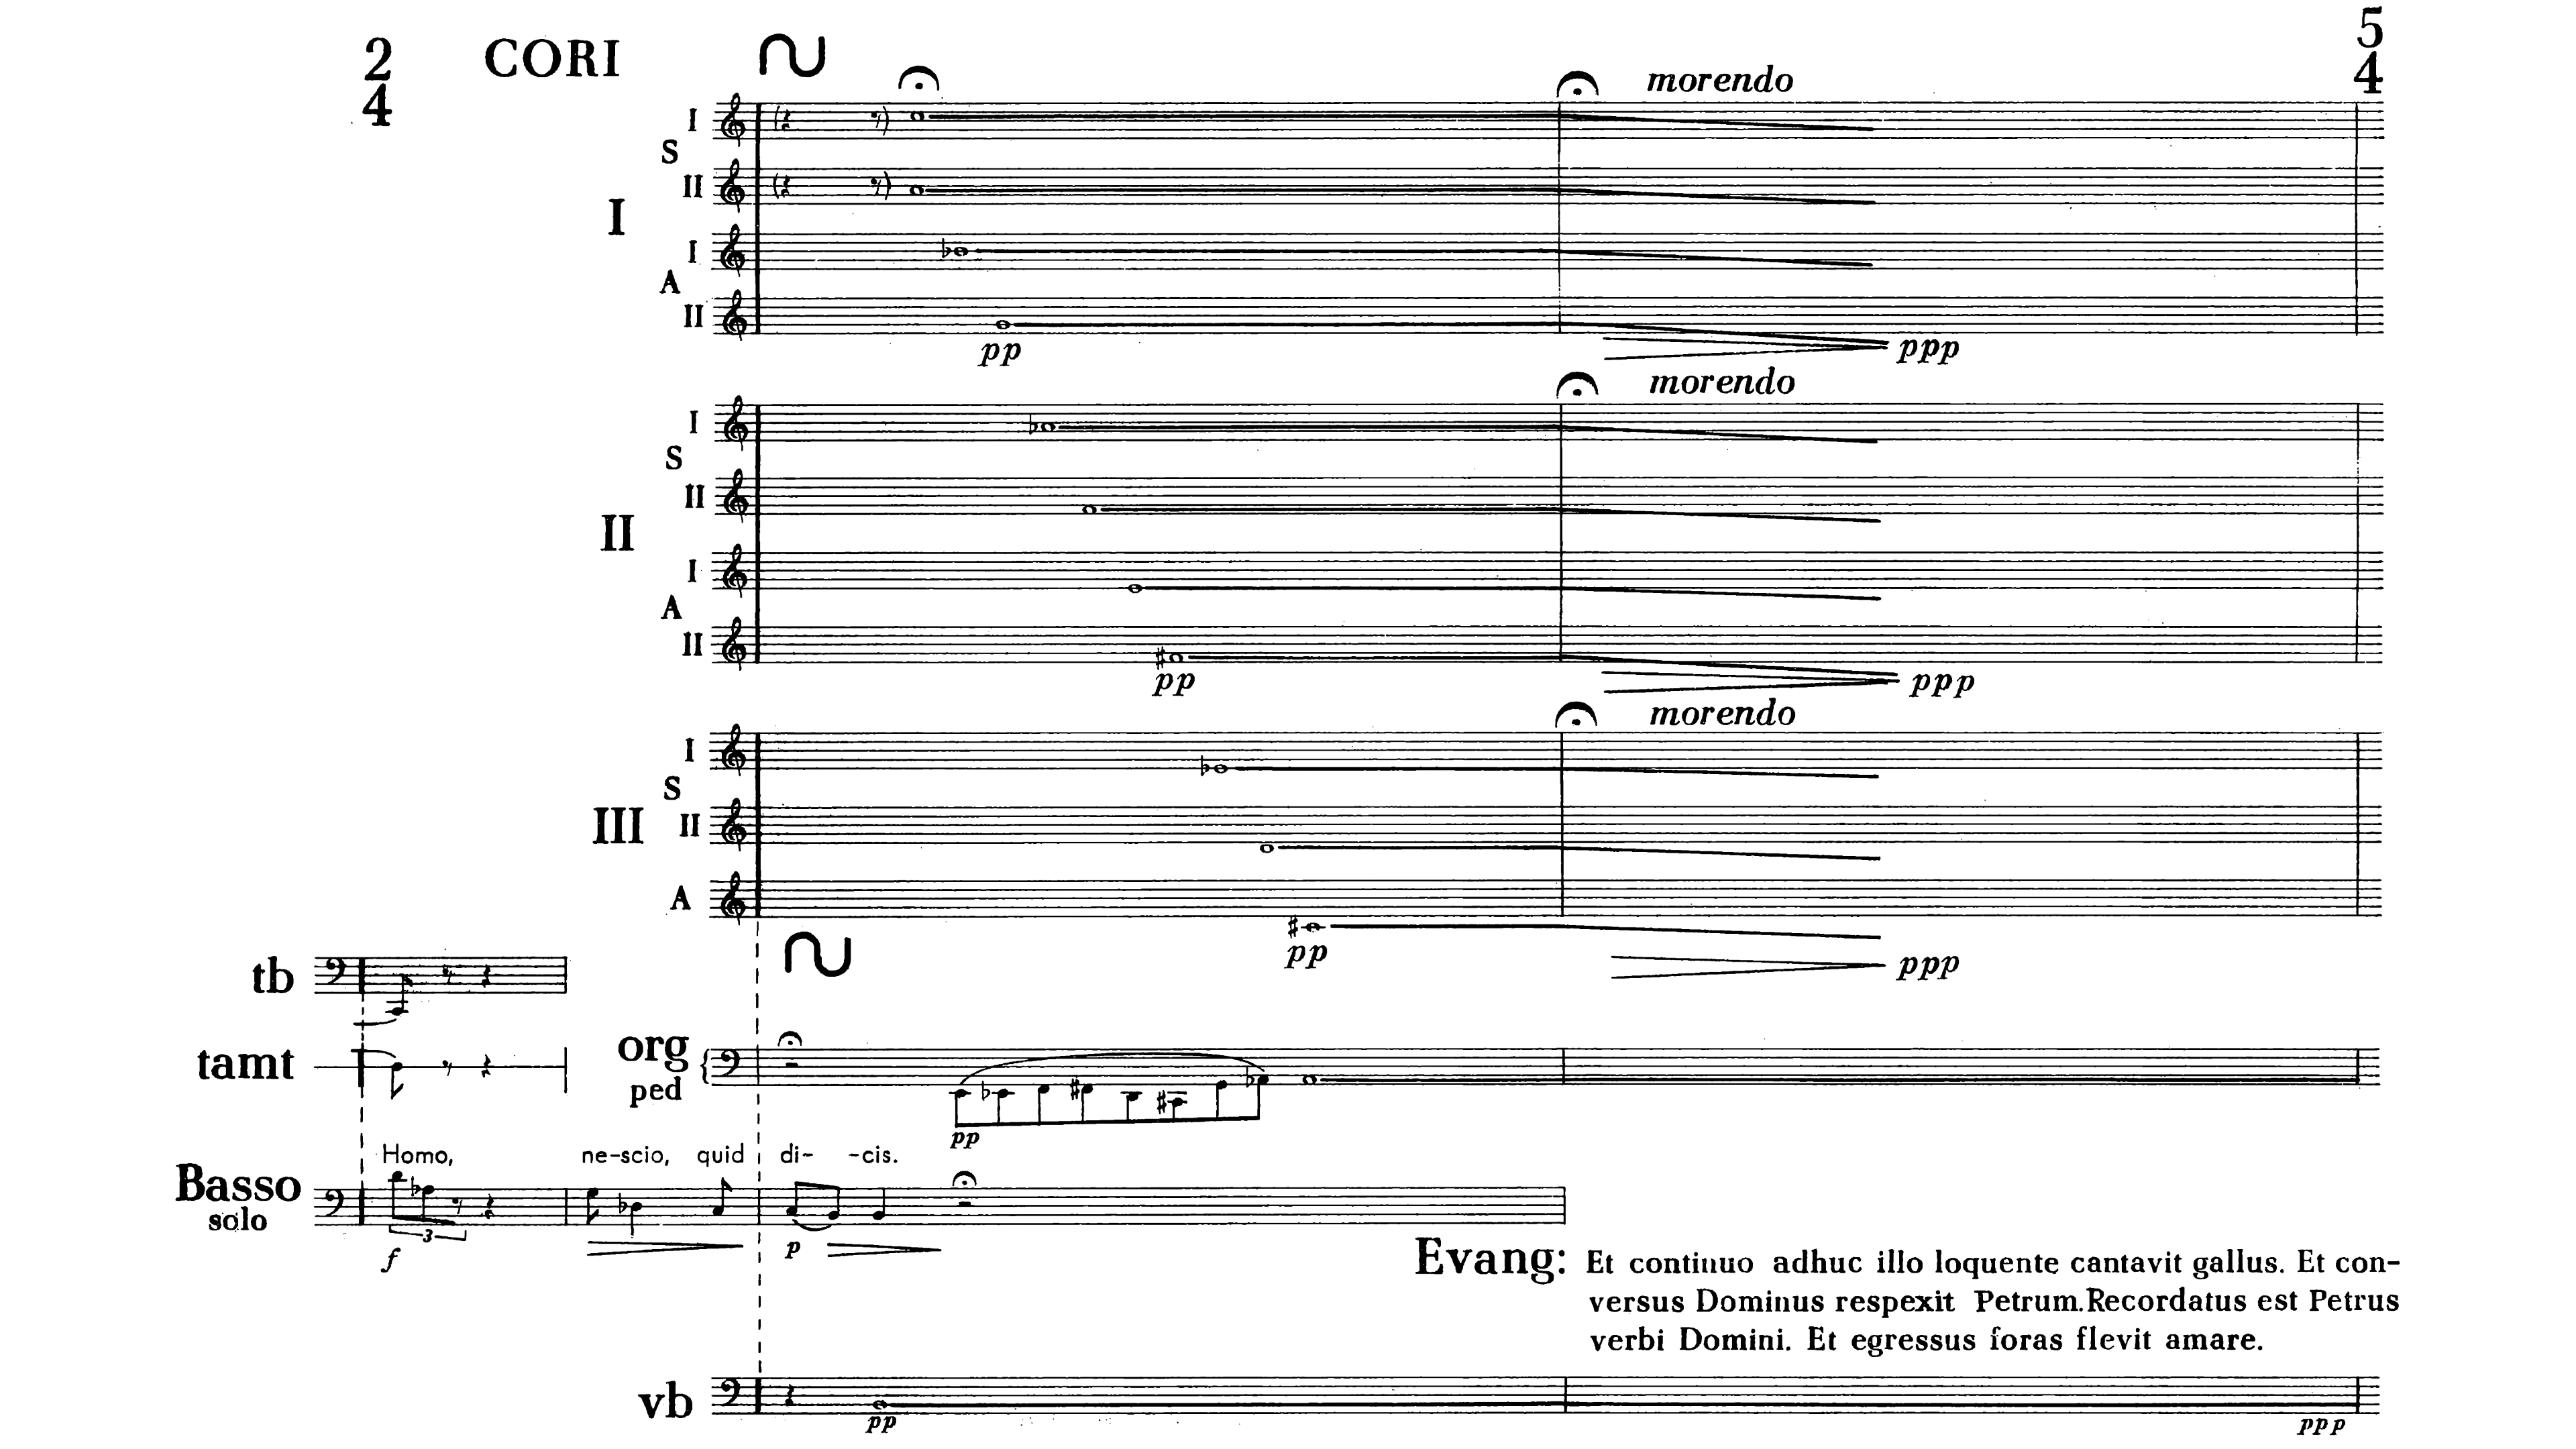 2
4
CORI
5
4
morendo
I
S
II
I
I
A
II
pp
ppp
morendo
I
S
II
II
I
A
II
pp
ppp
morendo
I
S
III II
A
pp
ppp
tb
tamt
org
ped
pp
Homo, ne-scio, quid di- -cis.
Basso
solo
3
f
p
Evang: Et continuo adhuc illo loquente cantavit gallus. Et con-
versus Dominus respexit Petrum. Recordatus est Petrus
verbi Domini. Et egressus foras flevit amare.
vb
pp
ppp